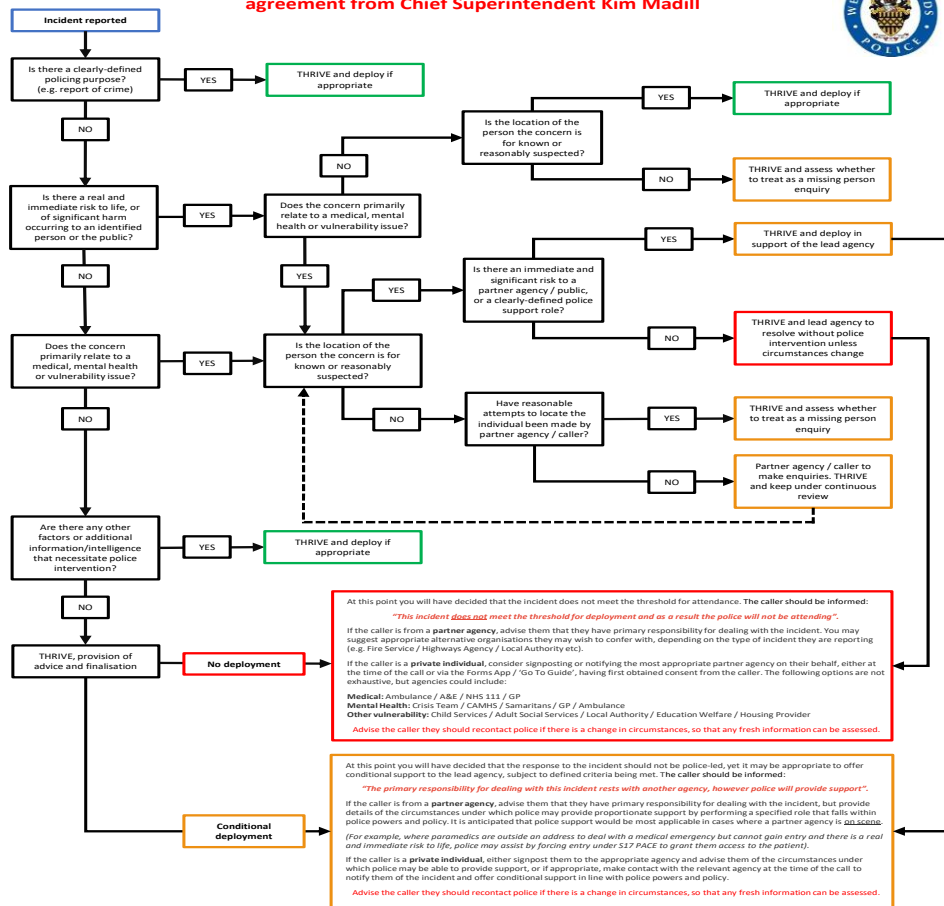 agreement from Chief Superintendent Kim Madill
POLICE
Incident reported
Is there a clearly-defined
policing purpose?
(e.g. report of crime)
YES
THRIVE and deploy if
appropriate
NO
Is there a real and
immediate risk to life, or
of significant harm
occurring to an identified
person or the public?
YES
Does the concern primarily
relate to a medical, mental
health or vulnerability issue?
NO
Is the location of the
person the concern is
for known or
reasonably suspected?
YES
THRIVE and deploy if
appropriate
NO
THRIVE and assess whether
to treat as a missing person
enquiry
YES
NO
Does the concern
primarily relate to a
medical, mental health
or vulnerability issue?
YES
Is the location of the
person the concern is for
known or reasonably
suspected?
YES
Is there an immediate and
significant risk to a
partner agency / public,
or a clearly-defined police
support role?
YES
THRIVE and deploy in
support of the lead agency
NO
THRIVE and lead agency to
resolve without police
intervention unless
circumstances change
NO
Have reasonable
attempts to locate the
individual been made by
partner agency / caller?
YES
THRIVE and assess whether
to treat as a missing person
enquiry
NO
Partner agency / caller to
make enquiries. THRIVE
and keep under continuous
review
NO
Are there any other
factors or additional
information/intelligence
that necessitate police
intervention?
YES
THRIVE and deploy if
appropriate
NO
THRIVE, provision of
advice and finalisation
No deployment
At this point you will have decided that the incident does not meet the threshold for attendance. The caller should be informed:
"This incident does not meet the threshold for deployment and as a result the police will not be attending".
If the caller is from a partner agency, advise them that they have primary responsibility for dealing with the incident. You may
suggest appropriate alternative organisations they may wish to confer with, depending on the type of incident they are reporting
(e.g. Fire Service / Highways Agency / Local Authority etc).
If the caller is a private individual, consider signposting or notifying the most appropriate partner agency on their behalf, either at
the time of the call or via the Forms App / 'Go To Guide', having first obtained consent from the caller. The following options are not
exhaustive, but agencies could include:
Medical: Ambulance / A&E / NHS 111 / GP
Mental Health: Crisis Team / CAMHS / Samaritans / GP / Ambulance
Other vulnerability: Child Services / Adult Social Services / Local Authority / Education Welfare / Housing Provider
Advise the caller they should recontact police if there is a change in circumstances, so that any fresh information can be assessed.
Conditional
deployment
At this point you will have decided that the response to the incident should not be police-led, yet it may be appropriate to offer
conditional support to the lead agency, subject to defined criteria being met. The caller should be informed:
"The primary responsibility for dealing with this incident rests with another agency, however police will provide support".
If the caller is from a partner agency, advise them that they have primary responsibility for dealing with the incident, but provide
details of the circumstances under which police may provide proportionate support by performing a specified role that falls within
police powers and policy. It is anticipated that police support would be most applicable in cases where a partner agency is on scene.
(For example, where paramedics are outside an address to deal with a medical emergency but cannot gain entry and there is a real
and immediate risk to life, police may assist by forcing entry under S17 PACE to grant them access to the patient).
If the caller is a private individual, either signpost them to the appropriate agency and advise them of the circumstances under
which police may be able to provide support, or if appropriate, make contact with the relevant agency at the time of the call to
notify them of the incident and offer conditional support in line with police powers and policy.
Advise the caller they should recontact police if there is a change in circumstances, so that any fresh information can be assessed.